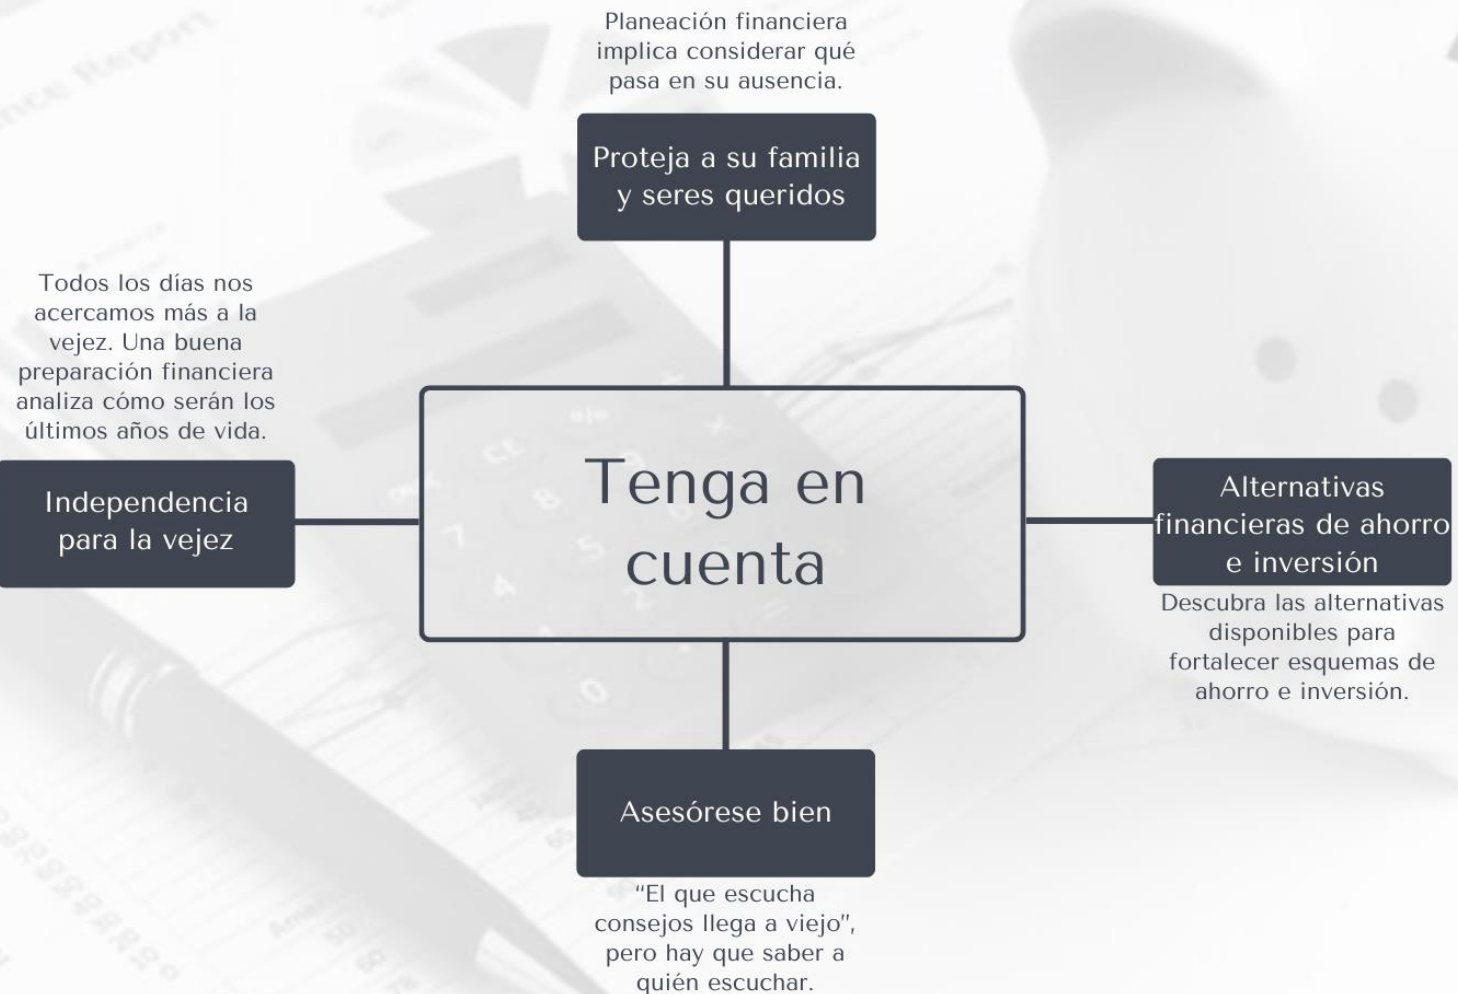 Planeación financiera
implica considerar qué
pasa en su ausencia.
Proteja a su familia
y seres queridos
Todos los días nos
acercamos más a la
vejez. Una buena
preparación financiera
analiza cómo serán los
últimos años de vida.
Independencia
para la vejez
Tenga en
cuenta
Alternativas
financieras de ahorro
e inversión
Descubra las alternativas
disponibles para
fortalecer esquemas de
ahorro e inversión.
Asesórese bien
“El que escucha
consejos llega a viejo”,
pero hay que saber a
quién escuchar.